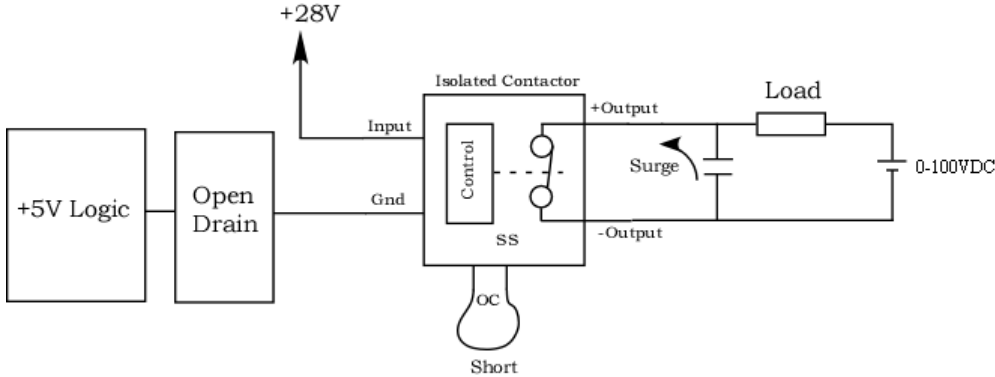 +28V
Isolated Contactor
Input
+Output
Load
Control
Surge
0-100VDC
+5V Logic
Open
Drain
Gnd
-Output
SS
OC
Short